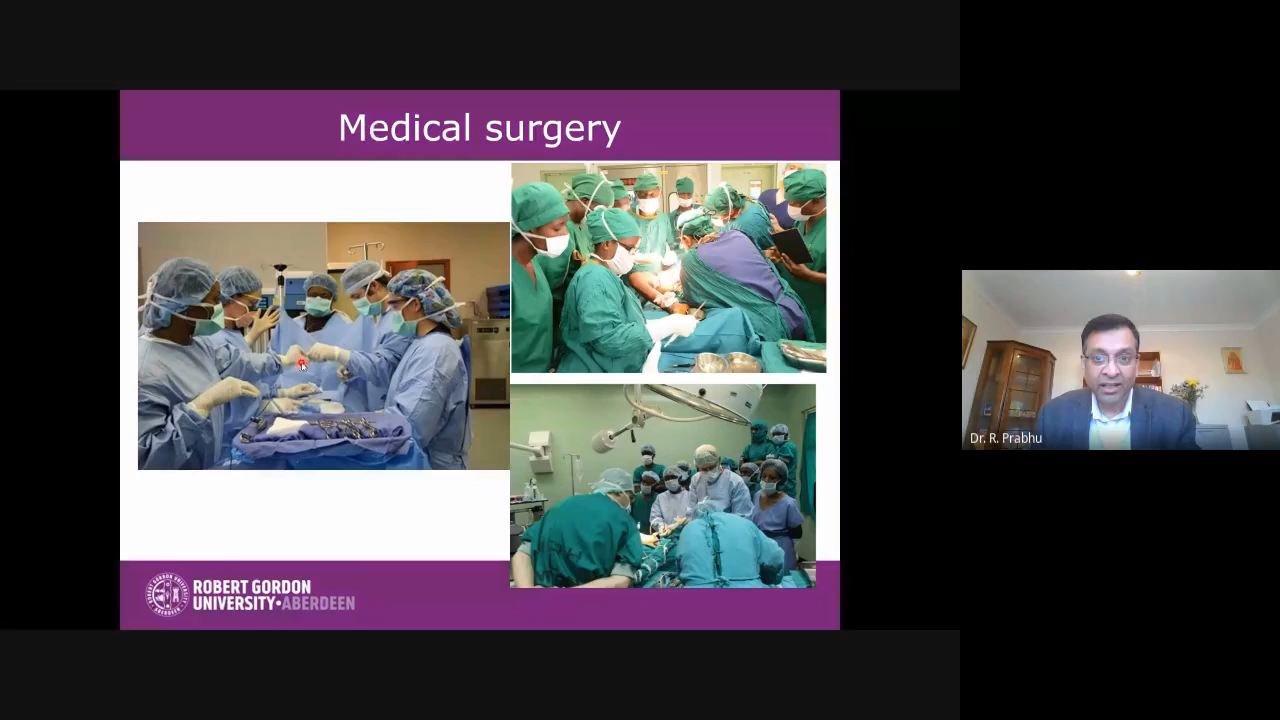 Medical surgery
ROBERT GORDON
UNIVERSITY•ABERDEEN
Dr. R. Prabhu